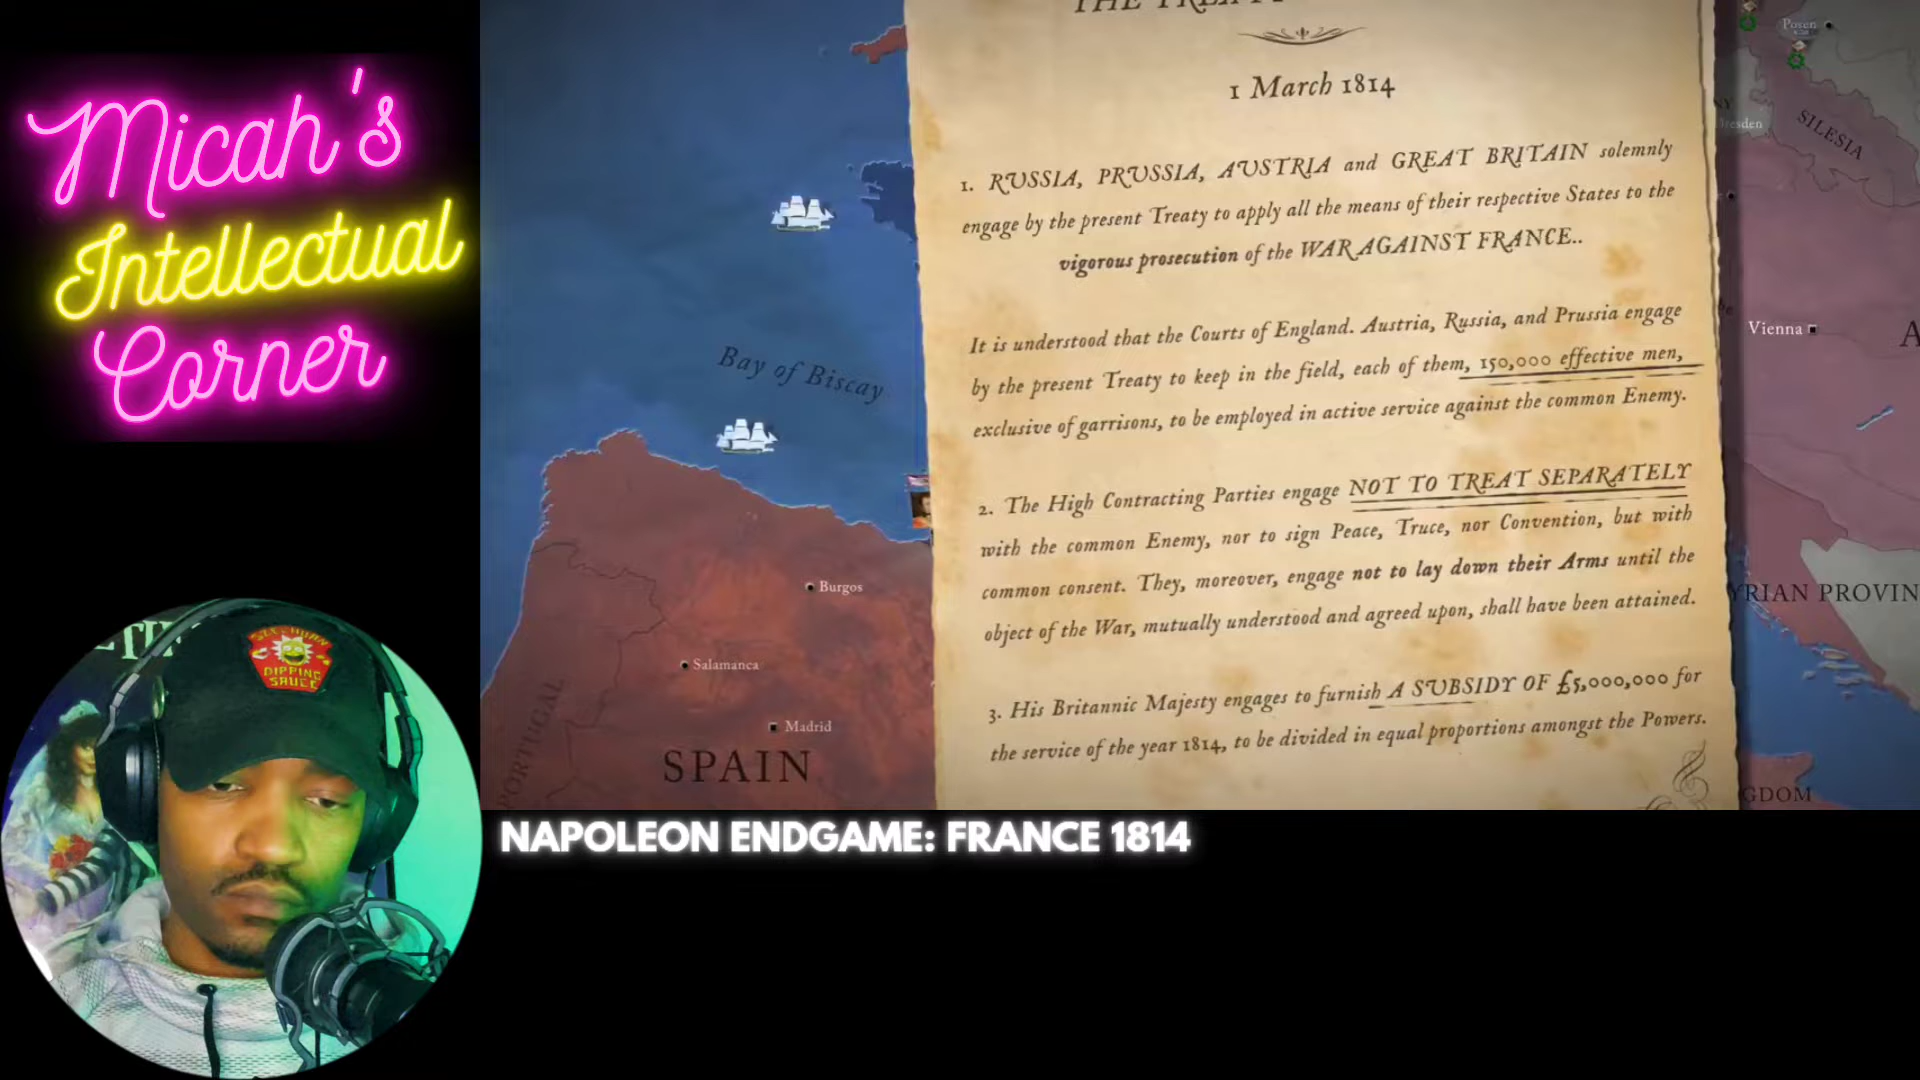 Micah's
Intellectual
Corner
SZECHUAN
DIPPING
SAUCE
THE TREATY
1 March 1814
1. RUSSIA, PRUSSIA, AUSTRIA and GREAT BRITAIN solemnly
engage by the present Treaty to apply all the means of their respective States to the
vigorous prosecution of the WAR AGAINST FRANCE..
It is understood that the Courts of England. Austria, Russia, and Prussia engage
by the present Treaty to keep in the field, each of them, 150,000 effective men,
exclusive of garrisons, to be employed in active service against the common Enemy.
2. The High Contracting Parties engage NOT TO TREAT SEPARATELY
with the common Enemy, nor to sign Peace, Truce, nor Convention, but with
common consent. They, moreover, engage not to lay down their Arms until the
object of the War, mutually understood and agreed upon, shall have been attained.
3. His Britannic Majesty engages to furnish A SUBSIDY OF £5,000,000 for
the service of the year 1814, to be divided in equal proportions amongst the Powers.
Bay of Biscay
Burgos
Salamanca
Madrid
SPAIN
PORTUGAL
Posen
SILESIA
Dresden
Vienna
A
YRIAN PROVIN
GDOM
NAPOLEON ENDGAME: FRANCE 1814